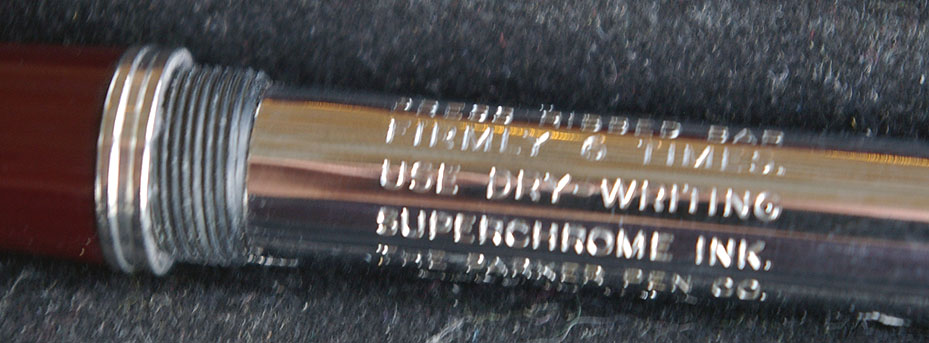 PRESS RIBBED BAR
FIRMLY 6 TIMES.
USE DRY-WRITING
SUPERCHROME INK.
THE PARKER PEN CO.